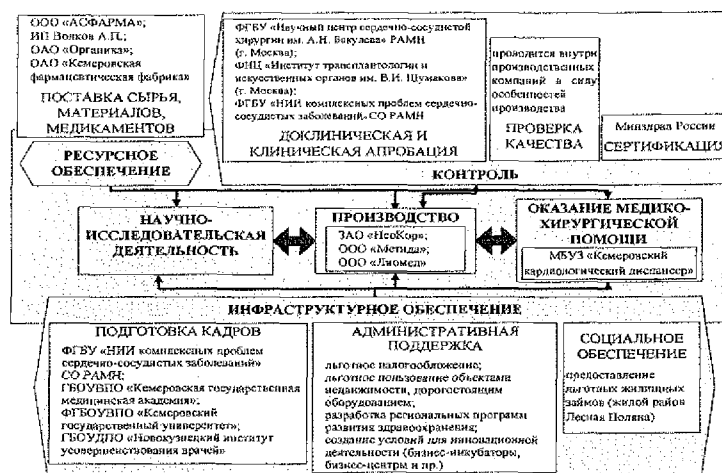 ООО «АСФАРМА»;
ИП Волков А.П.;
ОАО «Органика»;
ОАО «Кемеровская
фармацевтическая фабрика»
ПОСТАВКА СЫРЬЯ,
МАТЕРИАЛОВ,
МЕДИКАМЕНТОВ
РЕСУРСНОЕ
ОБЕСПЕЧЕНИЕ
ФГБУ «Научный центр сердечно-сосудистой
хирургии им. А.Н. Бакулева» РАМН
(г. Москва);
ФНЦ «Институт трансплантологии и
искусственных органов им. В.И. Шумакова»
(г. Москва);
ФГБУ «НИИ комплексных проблем сердечно-
сосудистых заболеваний» СО РАМН
ДОКЛИНИЧЕСКАЯ И
КЛИНИЧЕСКАЯ АПРОБАЦИЯ
проводится внутри
производственных
компаний в силу
особенностей
производства
ПРОВЕРКА
КАЧЕСТВА
Минздрав России
СЕРТИФИКАЦИЯ
КОНТРОЛЬ
НАУЧНО-
ИССЛЕДОВАТЕЛЬСКАЯ
ДЕЯТЕЛЬНОСТЬ
ПРОИЗВОДСТВО
ЗАО «НеоКор»;
ООО «Метида»;
ООО «Лиомед»
ОКАЗАНИЕ МЕДИКО-
ХИРУРГИЧЕСКОЙ
ПОМОЩИ
МБУЗ «Кемеровский
кардиологический диспансер»
ИНФРАСТРУКТУРНОЕ ОБЕСПЕЧЕНИЕ
ПОДГОТОВКА КАДРОВ
ФГБУ «НИИ комплексных проблем
сердечно-сосудистых заболеваний»
СО РАМН;
ГБОУВПО «Кемеровская государственная
медицинская академия»;
ФГБОУВПО «Кемеровский
государственный университет»;
ГБОУДПО «Новокузнецкий институт
усовершенствования врачей»
АДМИНИСТРАТИВНАЯ
ПОДДЕРЖКА
льготное налогообложение;
льготное пользование объектами
недвижимости, дорогостоящим
оборудованием;
разработка региональных программ
развития здравоохранения;
создание условий для инновационной
деятельности (бизнес-инкубаторы,
бизнес-центры и пр.)
СОЦИАЛЬНОЕ
ОБЕСПЕЧЕНИЕ
предоставление
льготных жилищных
займов (жилой район
Лесная Поляна)